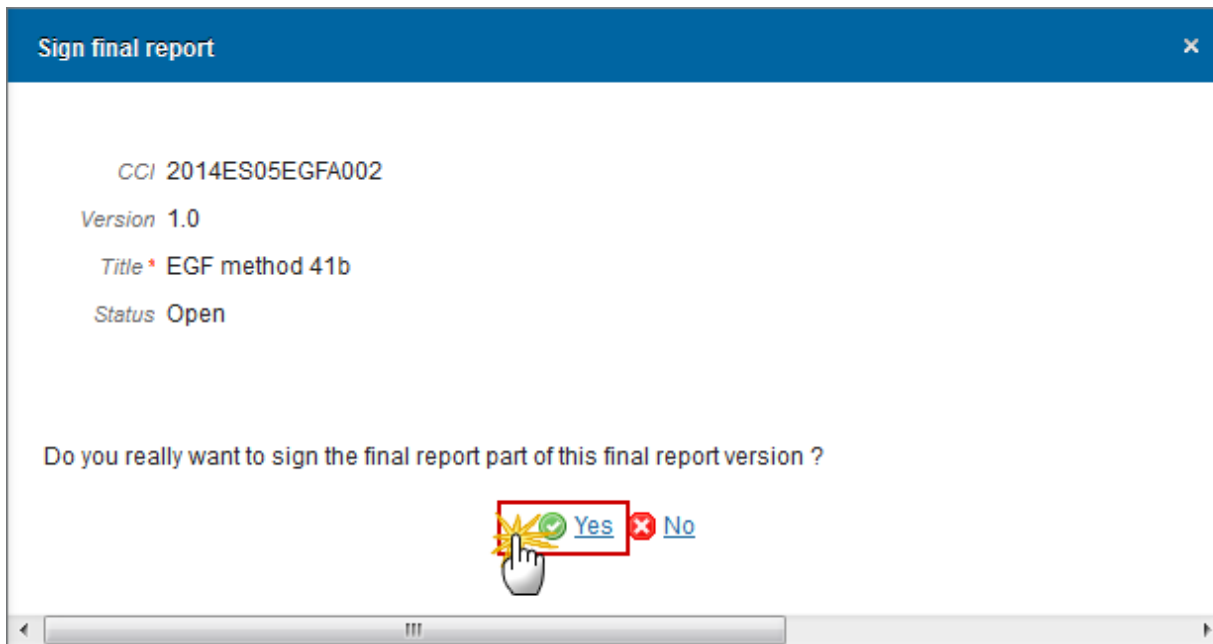 Sign final report
CCI 2014ES05EGFA002
Version 1.0
Title * EGF method 41b
Status Open
Do you really want to sign the final report part of this final report version ?
Yes No